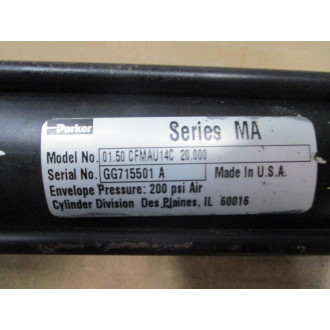 Parker
Series MA
Model No. 01.50 CFMAU14C 20.000
Serial No. GG715501 A Made In U.S.A.
Envelope Pressure: 200 psi Air
Cylinder Division Des Plaines, IL 60016